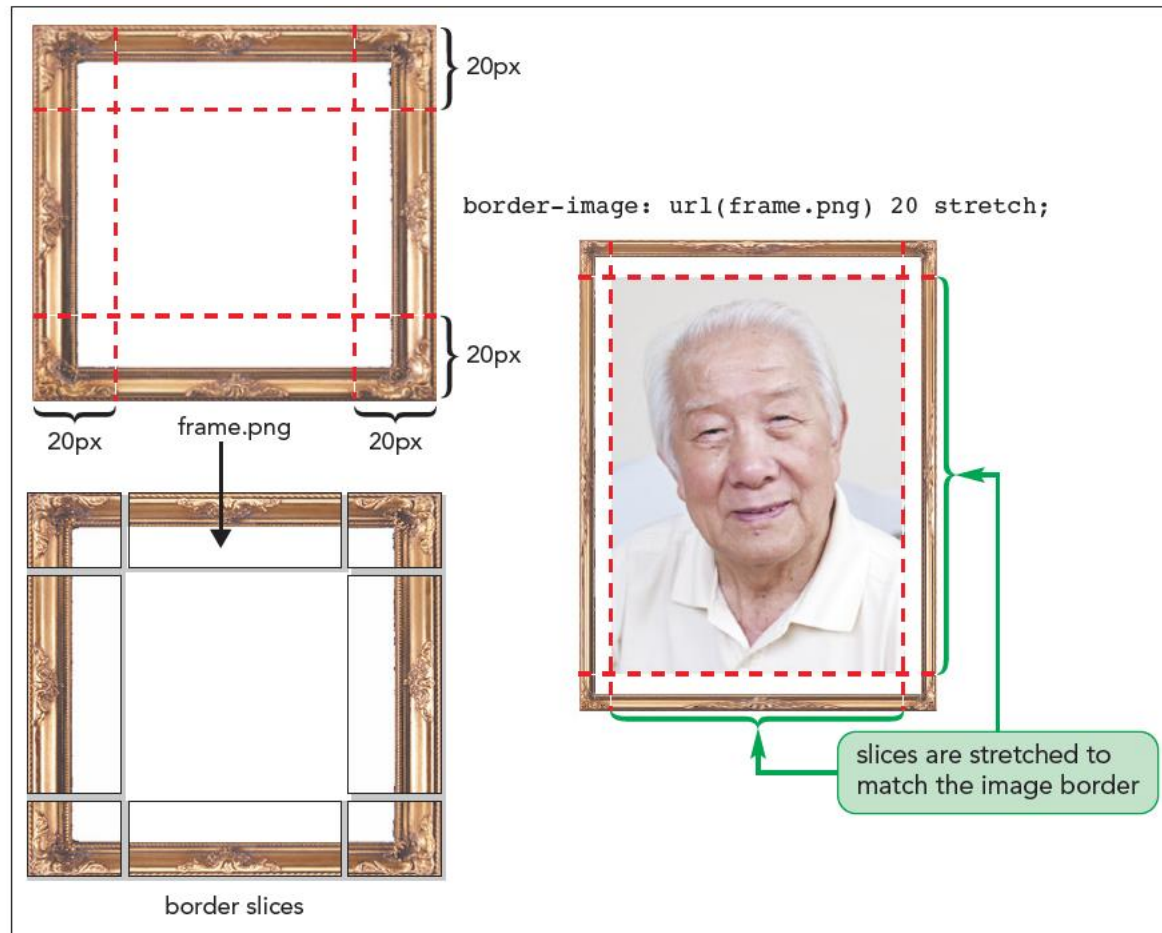 20px
border-image: url(frame.png) 20 stretch;
20px
20px
frame.png
20px
slices are stretched to
match the image border
border slices